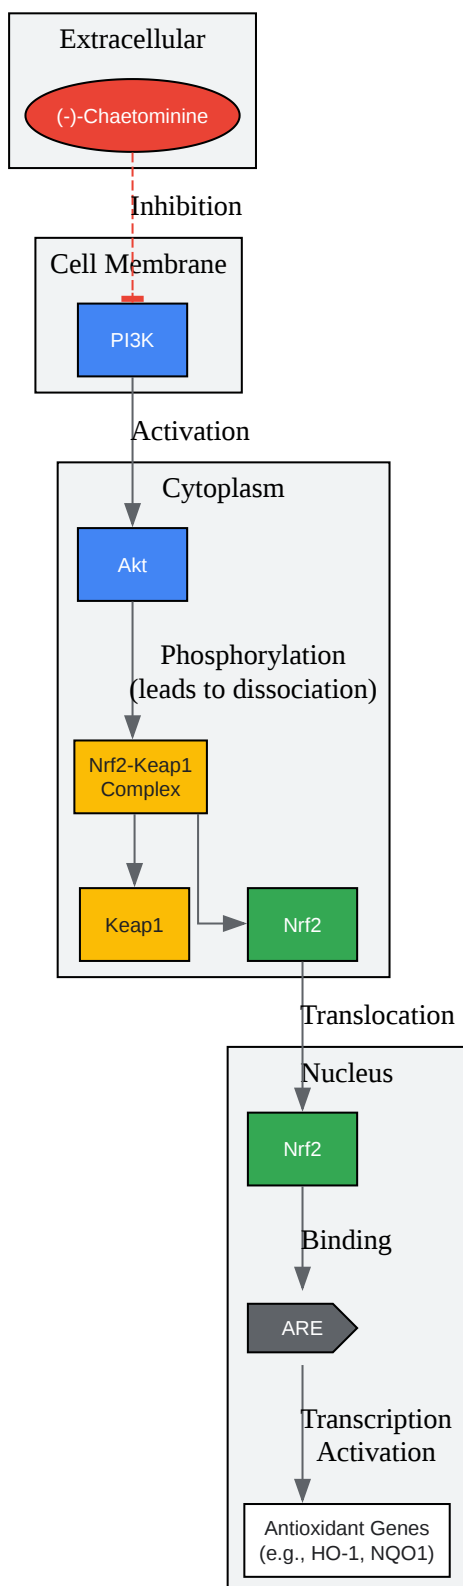 Extracellular
(-)-Chaetominine
Inhibition
Cell Membrane
PI3K
Activation
Cytoplasm
Akt
Phosphorylation
(leads to dissociation)
Nrf2-Keap1
Complex
Keap1
Nrf2
Translocation
Nucleus
Nrf2
Binding
ARE
Transcription
Activation
Antioxidant Genes
(e.g., HO-1, NQO1)